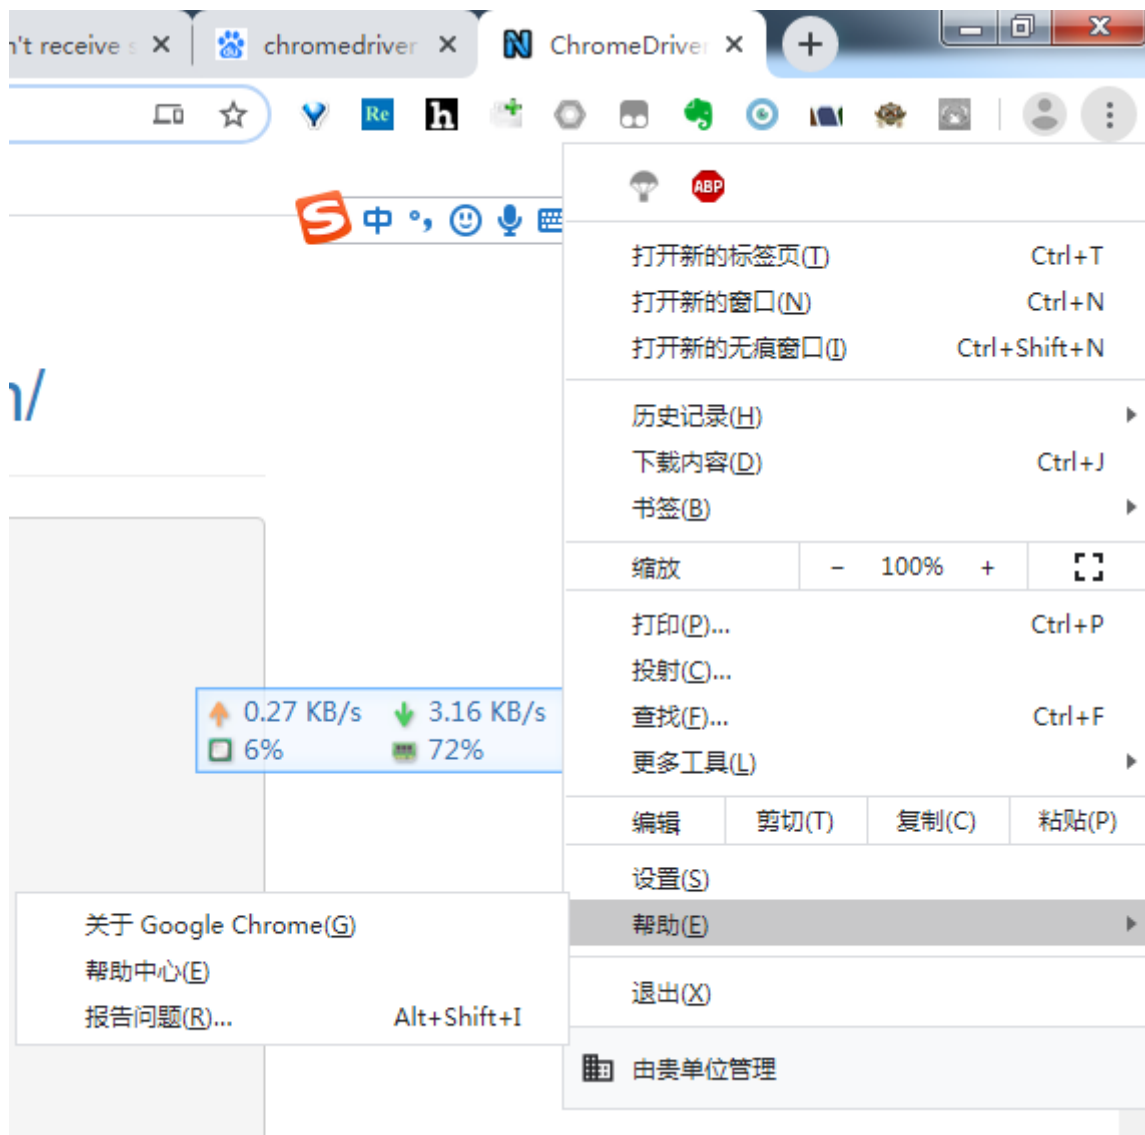 n't receive
chromedriver
ChromeDriver
Re
h
ABP
中
打开新的标签页(T) Ctrl+T
打开新的窗口(N) Ctrl+N
打开新的无痕窗口(I) Ctrl+Shift+N
n/
历史记录(H)
下载内容(D) Ctrl+J
书签(B)
缩放 − 100% +
打印(P)... Ctrl+P
投射(C)...
0.27 KB/s 3.16 KB/s
查找(F)... Ctrl+F
6% 72%
更多工具(L)
编辑 剪切(T) 复制(C) 粘贴(P)
设置(S)
关于 Google Chrome(G)
帮助(E)
帮助中心(E)
退出(X)
报告问题(R)... Alt+Shift+I
由贵单位管理